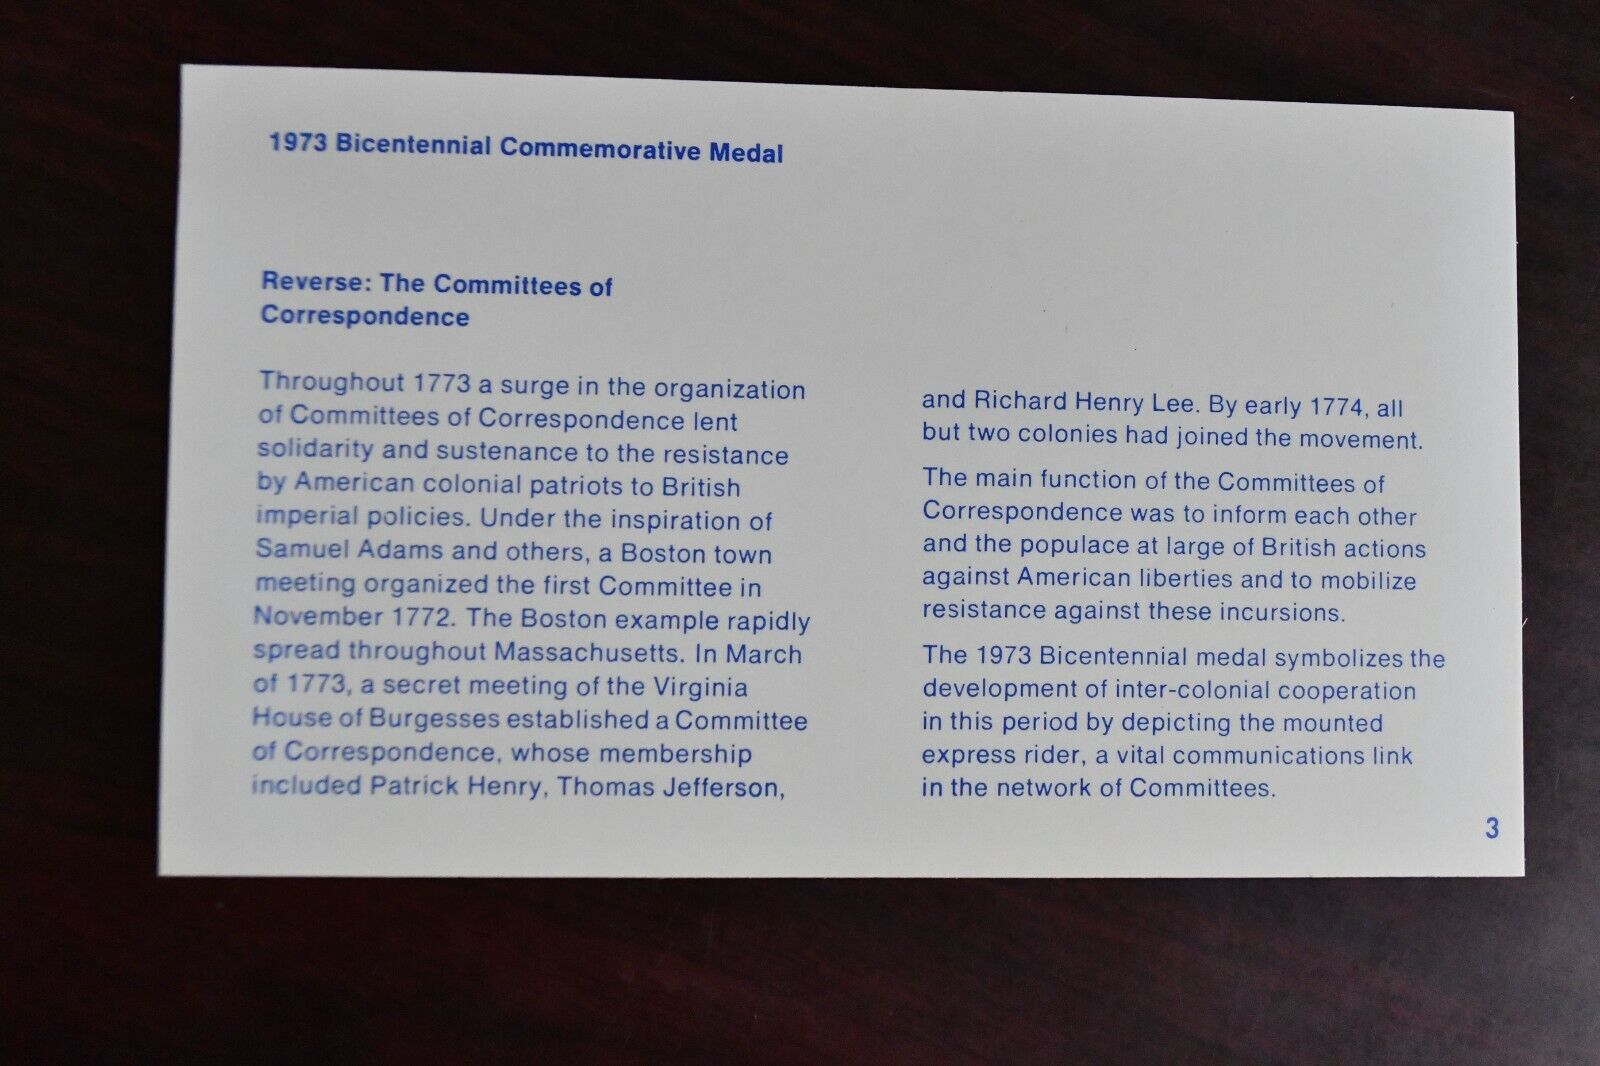 1973 Bicentennial Commemorative Medal
Reverse: The Committees of
Correspondence
Throughout 1773 a surge in the organization
of Committees of Correspondence lent
solidarity and sustenance to the resistance
by American colonial patriots to British
imperial policies. Under the inspiration of
Samuel Adams and others, a Boston town
meeting organized the first Committee in
November 1772. The Boston example rapidly
spread throughout Massachusetts. In March
of 1773, a secret meeting of the Virginia
House of Burgesses established a Committee
of Correspondence, whose membership
included Patrick Henry, Thomas Jefferson,
and Richard Henry Lee. By early 1774, all
but two colonies had joined the movement.
The main function of the Committees of
Correspondence was to inform each other
and the populace at large of British actions
against American liberties and to mobilize
resistance against these incursions.
The 1973 Bicentennial medal symbolizes the
development of inter-colonial cooperation
in this period by depicting the mounted
express rider, a vital communications link
in the network of Committees.
3